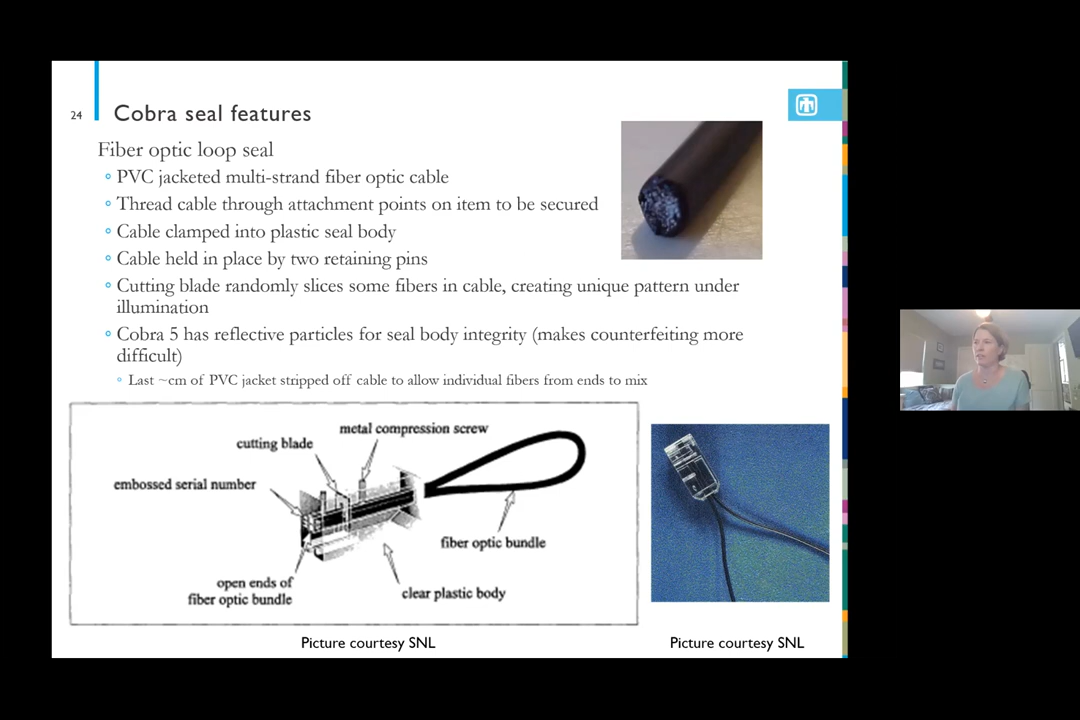 24
Cobra seal features
Fiber optic loop seal
PVC jacketed multi-strand fiber optic cable
Thread cable through attachment points on item to be secured
Cable clamped into plastic seal body
Cable held in place by two retaining pins
Cutting blade randomly slices some fibers in cable, creating unique pattern under
illumination
Cobra 5 has reflective particles for seal body integrity (makes counterfeiting more
difficult)
Last ~cm of PVC jacket stripped off cable to allow individual fibers from ends to mix
metal compression screw
cutting blade
embossed serial number
fiber optic bundle
open ends of
fiber optic bundle
clear plastic body
Picture courtesy SNL
Picture courtesy SNL